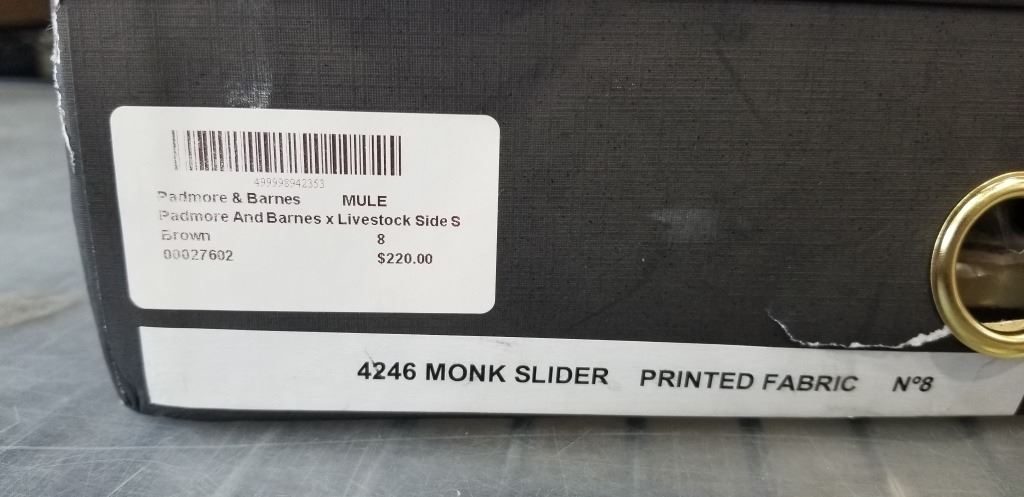 499998942353
Padmore & Barnes MULE
Padmore And Barnes x Livestock Side S
Brown 8
00027602 $220.00
4246 MONK SLIDER PRINTED FABRIC Nº8